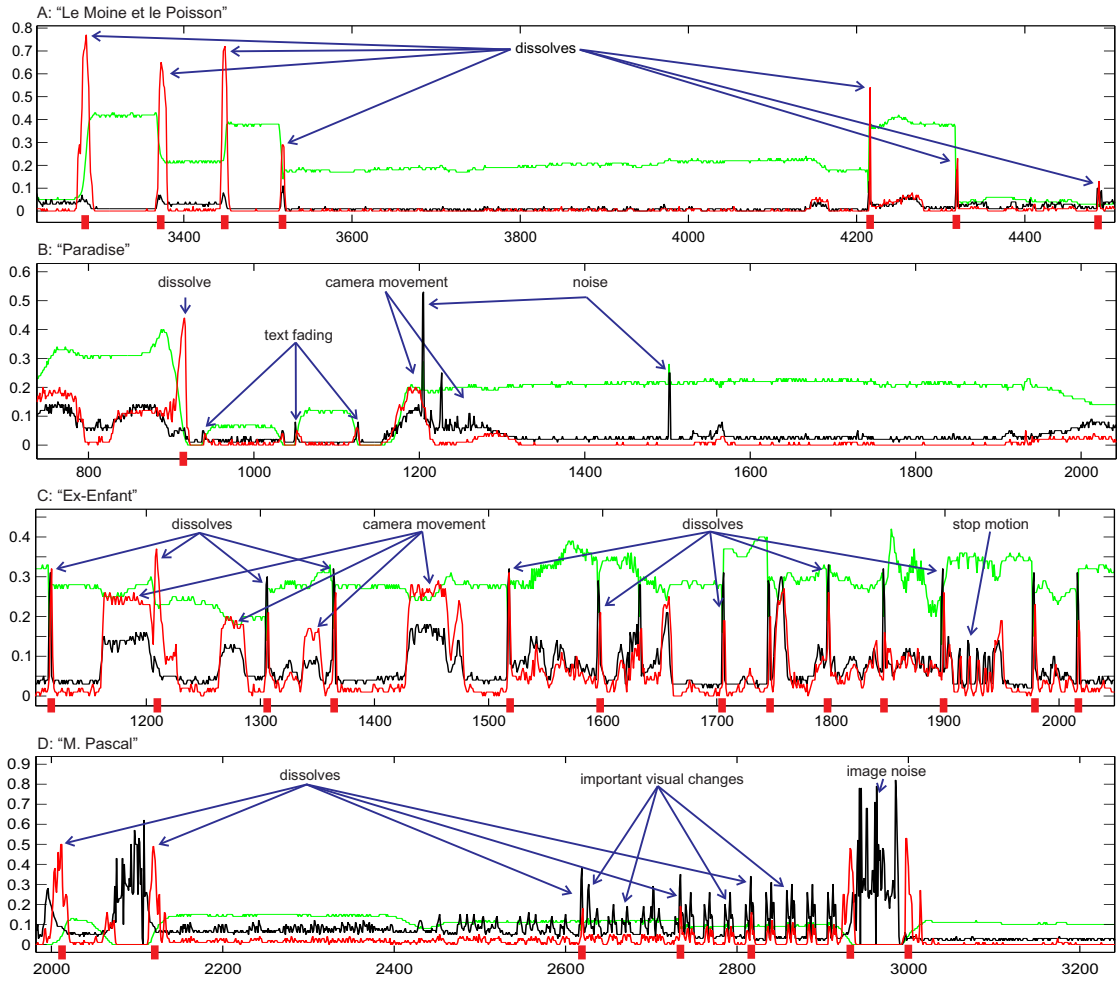 A: “Le Moine et le Poisson”
0.8
0.7
0.6
0.5
0.4
0.3
0.2
0.1
0
dissolves
3400 3600 3800 4000 4200 4400
B: “Paradise”
0.6
0.5
0.4
0.3
0.2
0.1
0
dissolve
text fading
camera movement
noise
800 1000 1200 1400 1600 1800 2000
C: “Ex-Enfant”
0.4
0.3
0.2
0.1
0
dissolves
camera movement
dissolves
stop motion
1200 1300 1400 1500 1600 1700 1800 1900 2000
D: “M. Pascal”
0.9
0.8
0.7
0.6
0.5
0.4
0.3
0.2
0.1
0
dissolves
important visual changes
image noise
2000 2200 2400 2600 2800 3000 3200